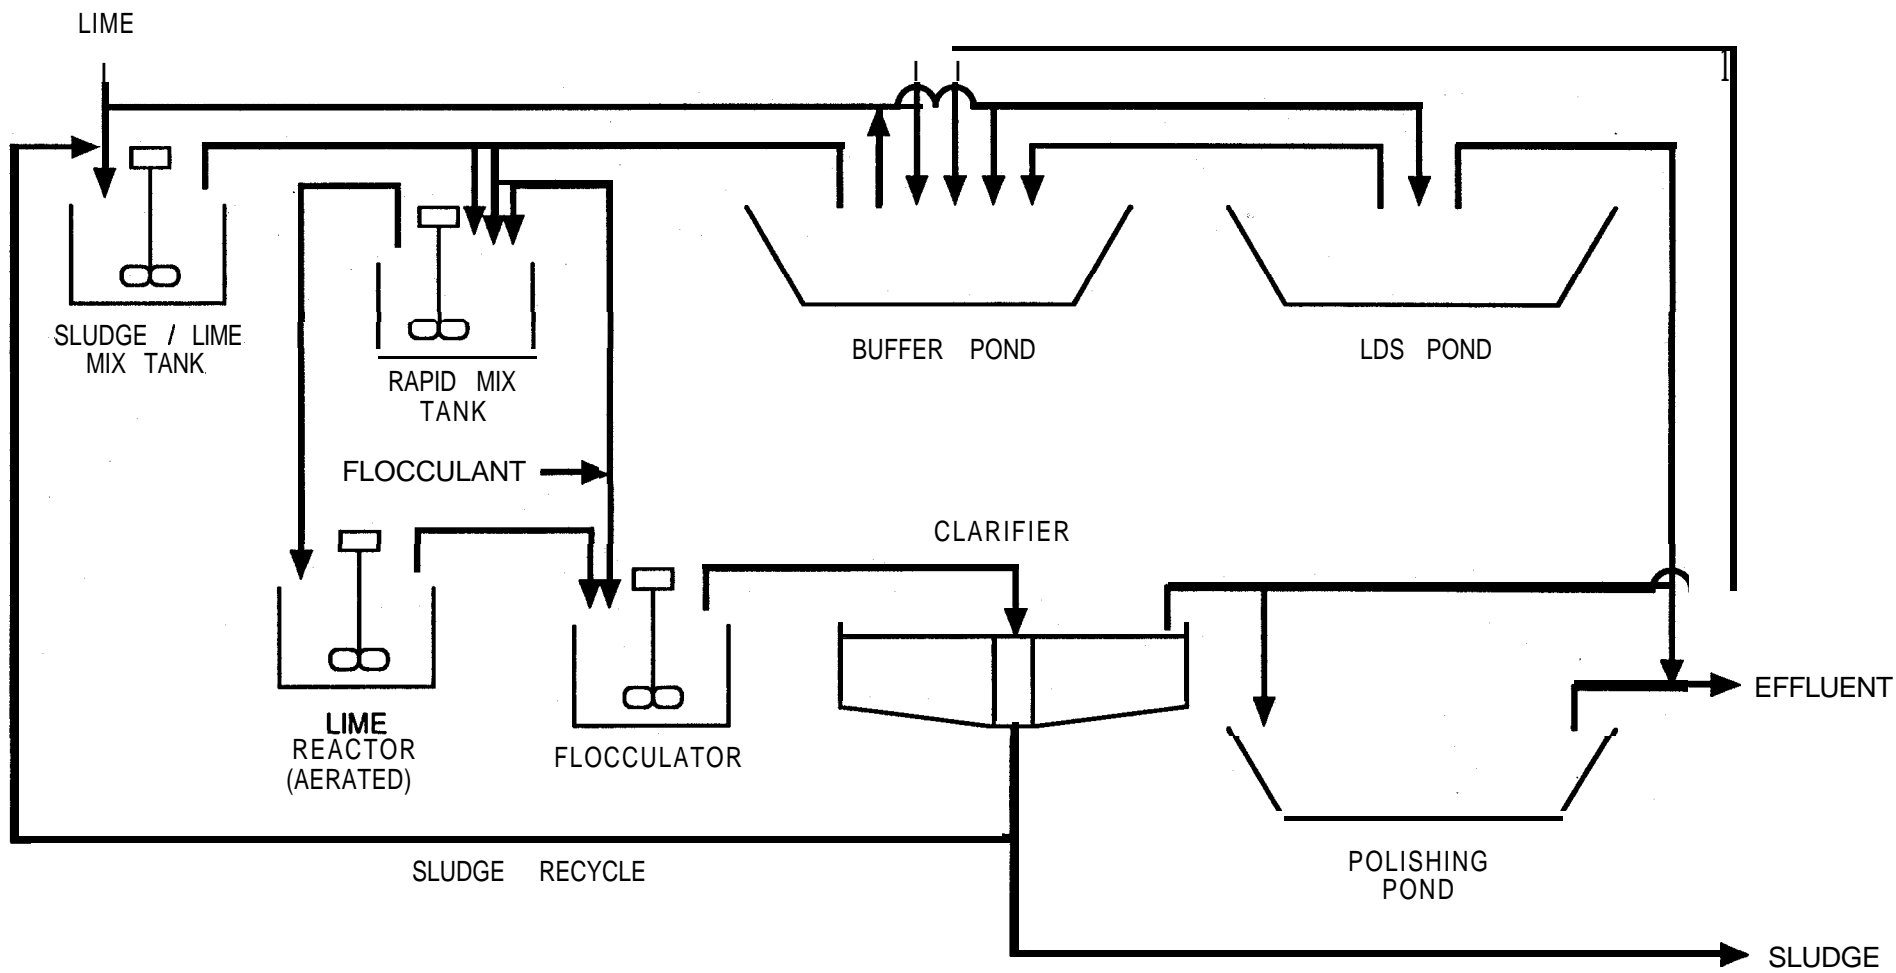 LIME
SLUDGE / LIME
MIX TANK
RAPID MIX
TANK
BUFFER POND
LDS POND
FLOCCULANT
CLARIFIER
EFFLUENT
LIME
REACTOR
(AERATED)
FLOCCULATOR
SLUDGE RECYCLE
POLISHING
POND
SLUDGE